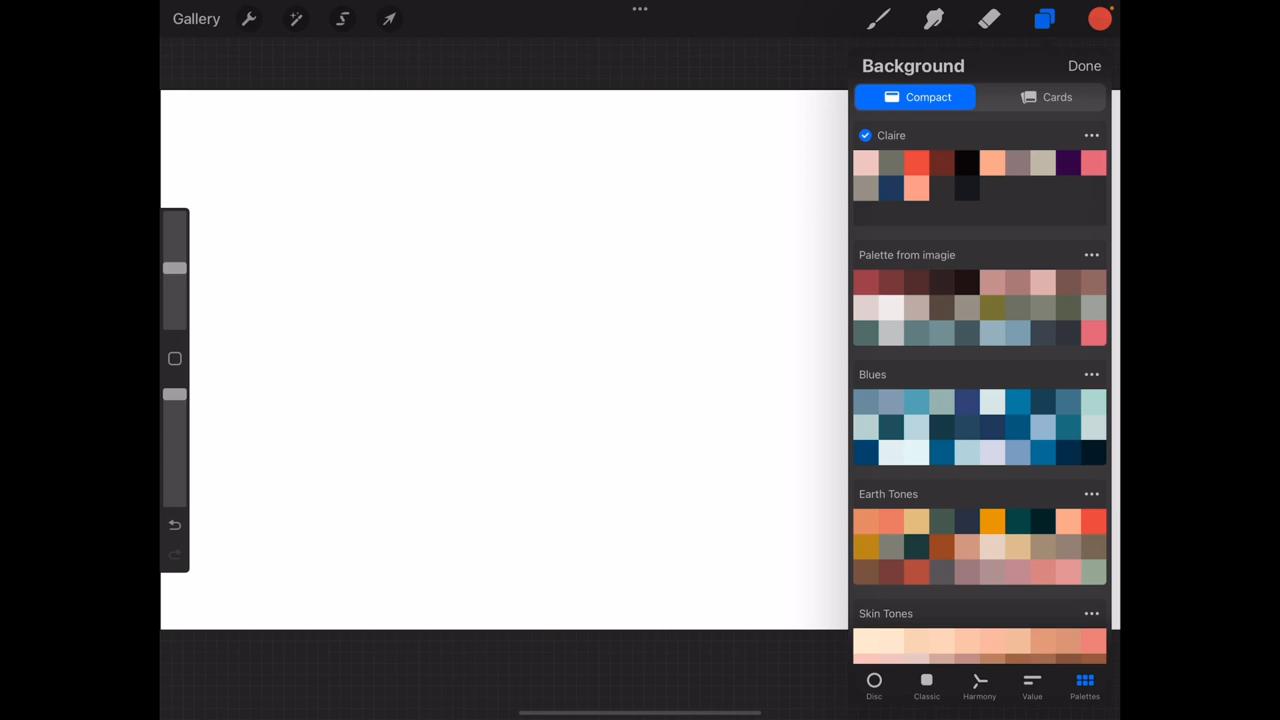 Gallery
Background
Done
Compact
Cards
Claire
Palette from imagie
Blues
Earth Tones
Skin Tones
Disc
Classic
Harmony
Value
Palettes